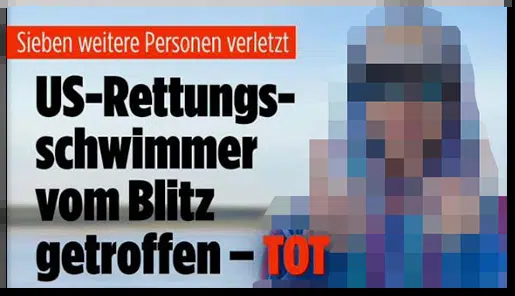 Sieben weitere Personen verletzt
US-Rettungs-
schwimmer
vom Blitz
getroffen – TOT